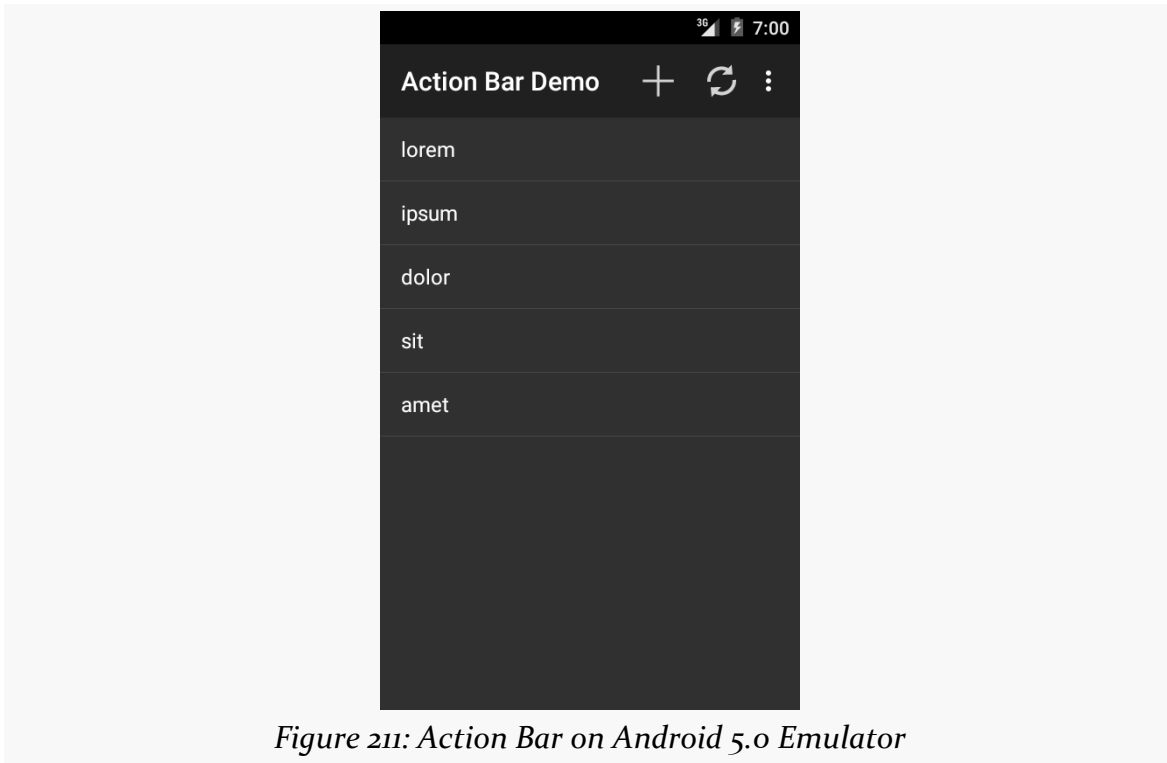 3G 7:00
Action Bar Demo
lorem
ipsum
dolor
sit
amet
Figure 211: Action Bar on Android 5.0 Emulator